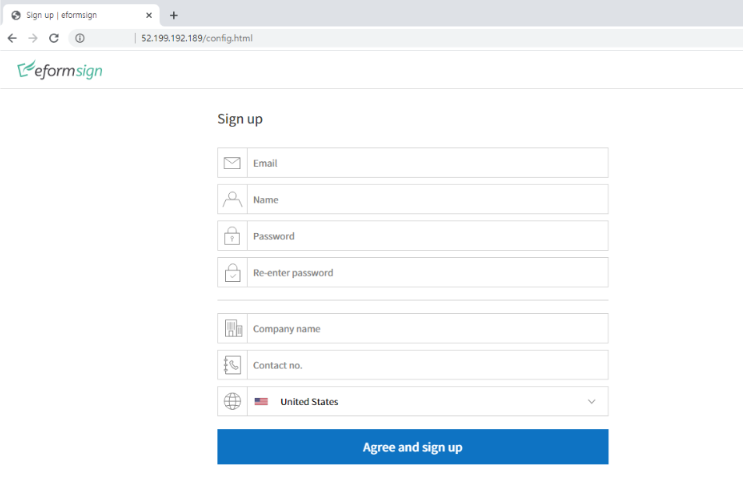 Sign up | eformsign
52.199.192.189/config.html
eformsign
Sign up
Email
Name
Password
Re-enter password
Company name
Contact no.
United States
Agree and sign up